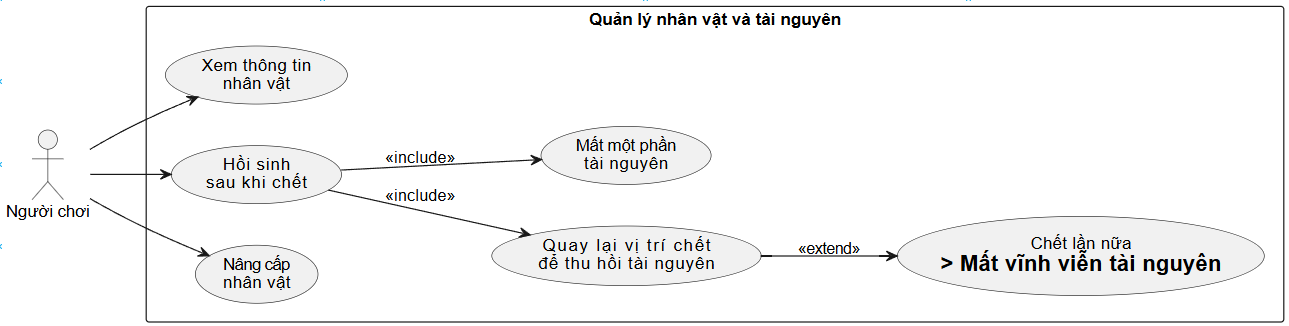 Quản lý nhân vật và tài nguyên
Xem thông tin
nhân vật
Người chơi
Hồi sinh
sau khi chết
Nâng cấp
nhân vật
«include»
«include»
Mất một phần
tài nguyên
Quay lại vị trí chết
để thu hồi tài nguyên
«extend»
Chết lần nữa
> Mất vĩnh viễn tài nguyên